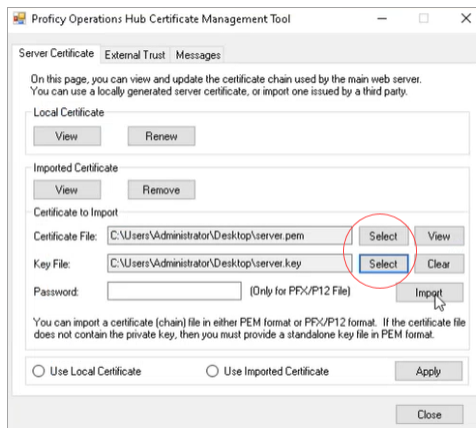 Proficy Operations Hub Certificate Management Tool
Server Certificate External Trust Messages
On this page, you can view and update the certificate chain used by the main web server.
You can use a locally generated server certificate, or import one issued by a third party.
Local Certificate
View Renew
Imported Certificate
View Remove
Certificate to Import
Certificate File: C:\Users\Administrator\Desktop\server.pem Select View
Key File: C:\Users\Administrator\Desktop\server.key Select Clear
Password: (Only for PFX/P12 File) Import
You can import a certificate (chain) file in either PEM format or PFX/P12 format. If the certificate file
does not contain the private key, then you must provide a standalone key file in PEM format.
Use Local Certificate Use Imported Certificate Apply
Close